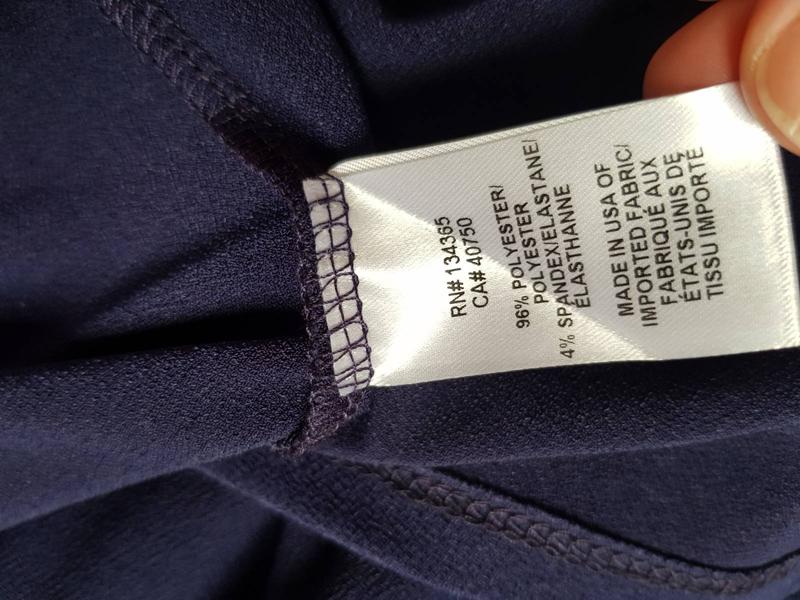 RN# 134365
CA# 40750
96% POLYESTER/
POLYESTER
4% SPANDEX/ELASTANE/
ÉLASTHANNE
MADE IN USA OF
IMPORTED FABRIC/
FABRIQUÉ AUX
ÉTATS-UNIS DE
TISSU IMPORTÉ